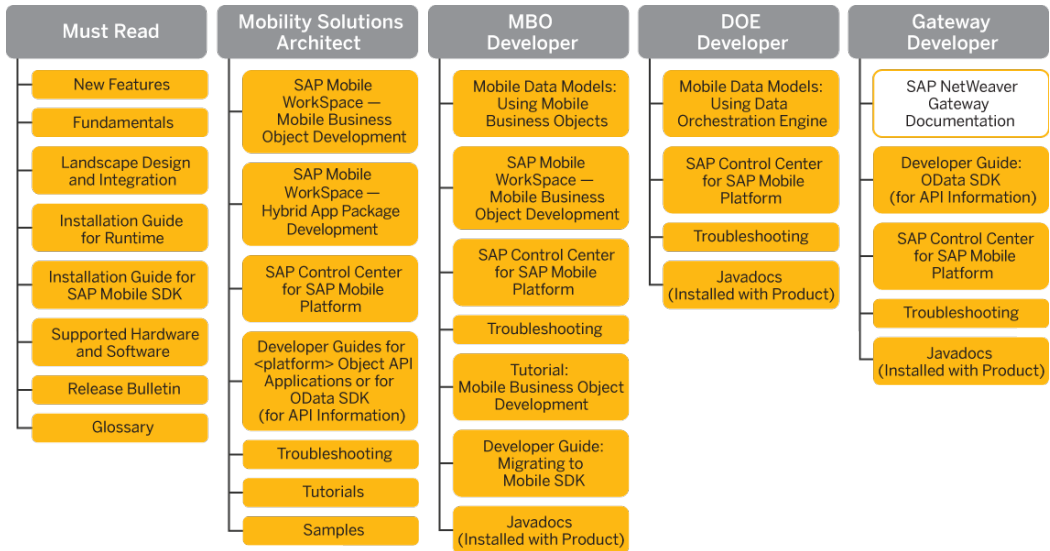 Must Read
New Features
Fundamentals
Landscape Design
and Integration
Installation Guide
for Runtime
Installation Guide for
SAP Mobile SDK
Supported Hardware
and Software
Release Bulletin
Glossary
Mobility Solutions
Architect
SAP Mobile
WorkSpace —
Mobile Business
Object Development
SAP Mobile
WorkSpace —
Hybrid App Package
Development
SAP Control Center
for SAP Mobile
Platform
Developer Guides for
<platform> Object API
Applications or for
OData SDK
(for API Information)
Troubleshooting
Tutorials
Samples
MBO
Developer
Mobile Data Models:
Using Mobile
Business Objects
SAP Mobile
WorkSpace —
Mobile Business
Object Development
SAP Control Center
for SAP Mobile
Platform
Troubleshooting
Tutorial:
Mobile Business Object
Development
Developer Guide:
Migrating to
Mobile SDK
Javadocs
(Installed with Product)
DOE
Developer
Mobile Data Models:
Using Data
Orchestration Engine
SAP Control Center
for SAP Mobile
Platform
Troubleshooting
Javadocs
(Installed with Product)
Gateway
Developer
SAP NetWeaver
Gateway
Documentation
Developer Guide:
OData SDK
(for API Information)
SAP Control Center
for SAP Mobile
Platform
Troubleshooting
Javadocs
(Installed with Product)